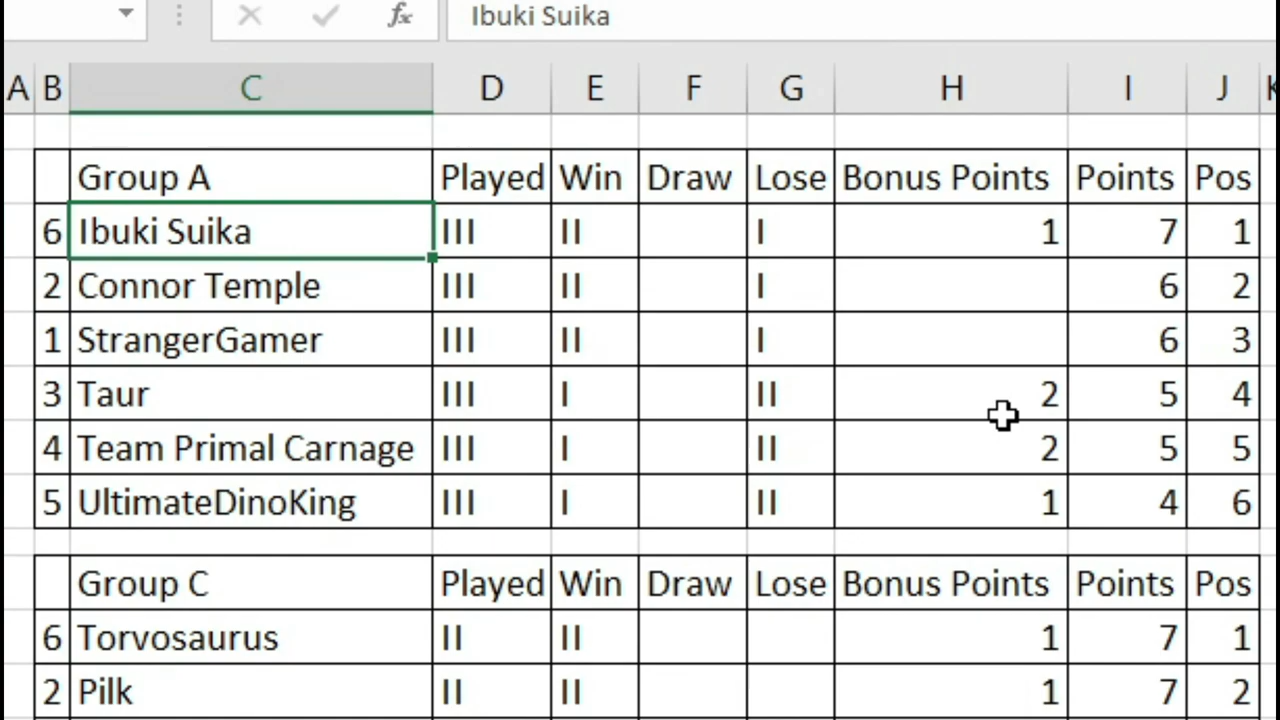 fx Ibuki Suika
A B C D E F G H I J K
Group A Played Win Draw Lose Bonus Points Points Pos
6 Ibuki Suika III II I 1 7 1
2 Connor Temple III II I 6 2
1 StrangerGamer III II I 6 3
3 Taur III I II 2 5 4
4 Team Primal Carnage III I II 2 5 5
5 UltimateDinoKing III I II 1 4 6
Group C Played Win Draw Lose Bonus Points Points Pos
6 Torvosaurus II II 1 7 1
2 Pilk II II 1 7 2